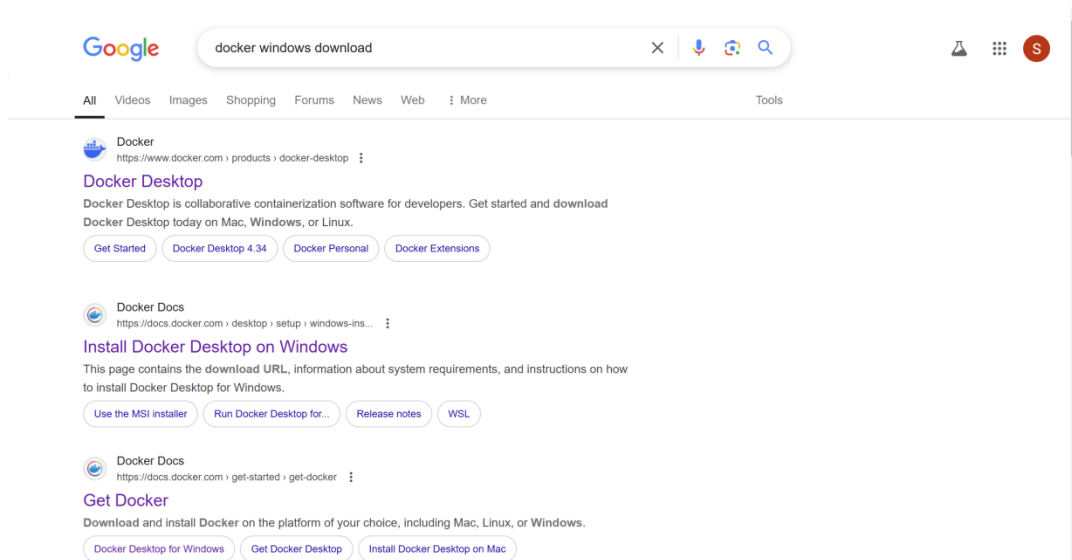 Google
docker windows download
S
All Videos Images Shopping Forums News Web More Tools
Docker
https://www.docker.com › products › docker-desktop
Docker Desktop
Docker Desktop is collaborative containerization software for developers. Get started and download
Docker Desktop today on Mac, Windows, or Linux.
Get Started Docker Desktop 4.34 Docker Personal Docker Extensions
Docker Docs
https://docs.docker.com › desktop › setup › windows-ins...
Install Docker Desktop on Windows
This page contains the download URL, information about system requirements, and instructions on how
to install Docker Desktop for Windows.
Use the MSI installer Run Docker Desktop for... Release notes WSL
Docker Docs
https://docs.docker.com › get-started › get-docker
Get Docker
Download and install Docker on the platform of your choice, including Mac, Linux, or Windows.
Docker Desktop for Windows Get Docker Desktop Install Docker Desktop on Mac